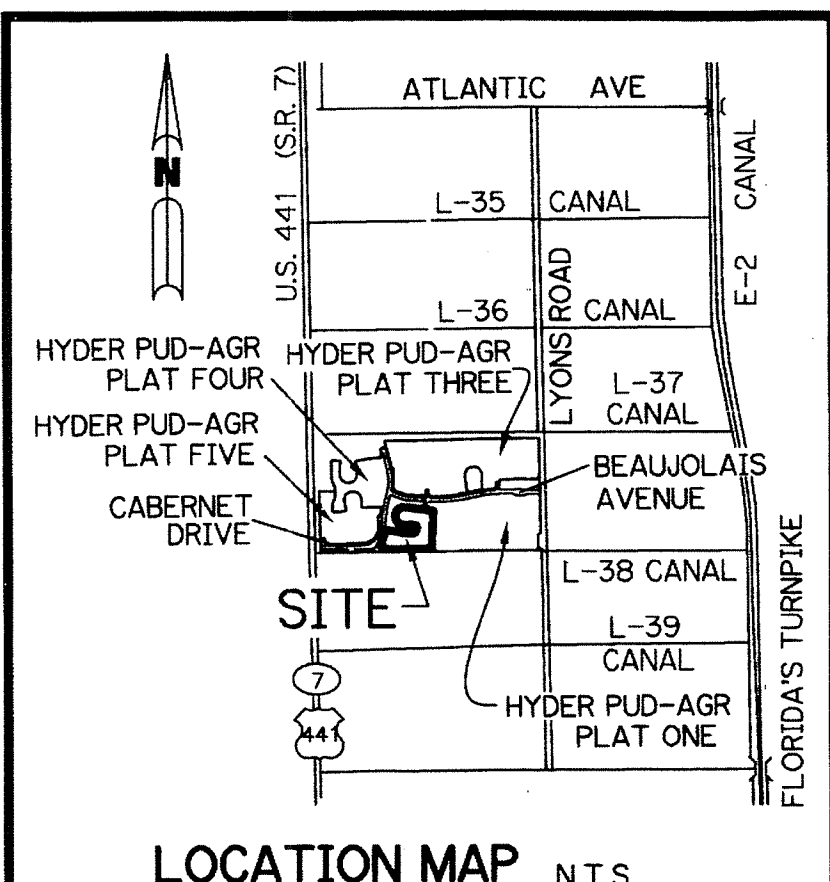 ATLANTIC AVE
U.S. 441 (S.R. 7)
N
E-2 CANAL
L-35 CANAL
LYONS ROAD
L-36 CANAL
HYDER PUD-AGR
PLAT FOUR
HYDER PUD-AGR
PLAT THREE
L-37
CANAL
HYDER PUD-AGR
PLAT FIVE
BEAUJOLAIS
AVENUE
CABERNET
DRIVE
L-38 CANAL
SITE
L-39
CANAL
FLORIDA'S TURNPIKE
7
HYDER PUD-AGR
PLAT ONE
441
LOCATION MAP N.T.S.